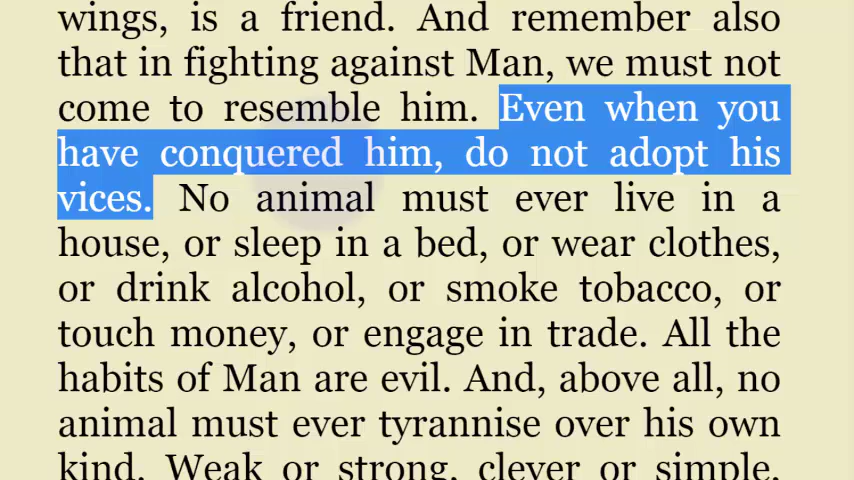 wings, is a friend. And remember also
that in fighting against Man, we must not
come to resemble him. Even when you
have conquered him, do not adopt his
vices. No animal must ever live in a
house, or sleep in a bed, or wear clothes,
or drink alcohol, or smoke tobacco, or
touch money, or engage in trade. All the
habits of Man are evil. And, above all, no
animal must ever tyrannise over his own
kind. Weak or strong, clever or simple,